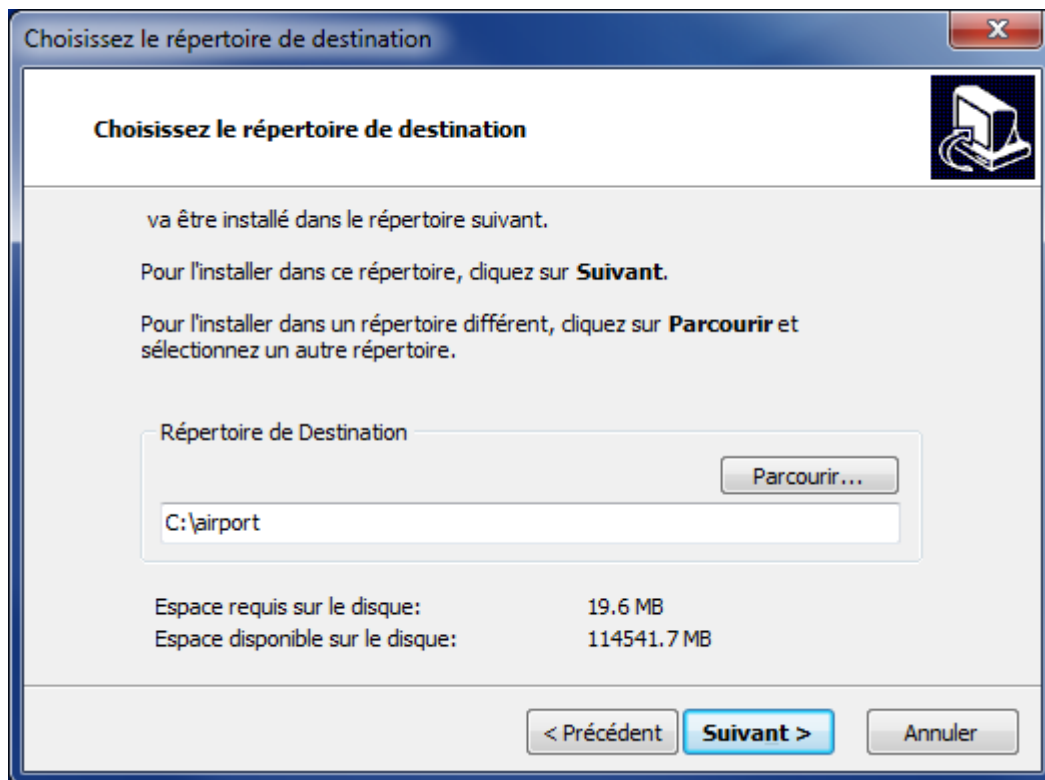 Choisissez le répertoire de destination
Choisissez le répertoire de destination
va être installé dans le répertoire suivant.
Pour l'installer dans ce répertoire, cliquez sur Suivant.
Pour l'installer dans un répertoire différent, cliquez sur Parcourir et
sélectionnez un autre répertoire.
Répertoire de Destination
Parcourir...
C:\airport
Espace requis sur le disque: 19.6 MB
Espace disponible sur le disque: 114541.7 MB
< Précédent Suivant > Annuler